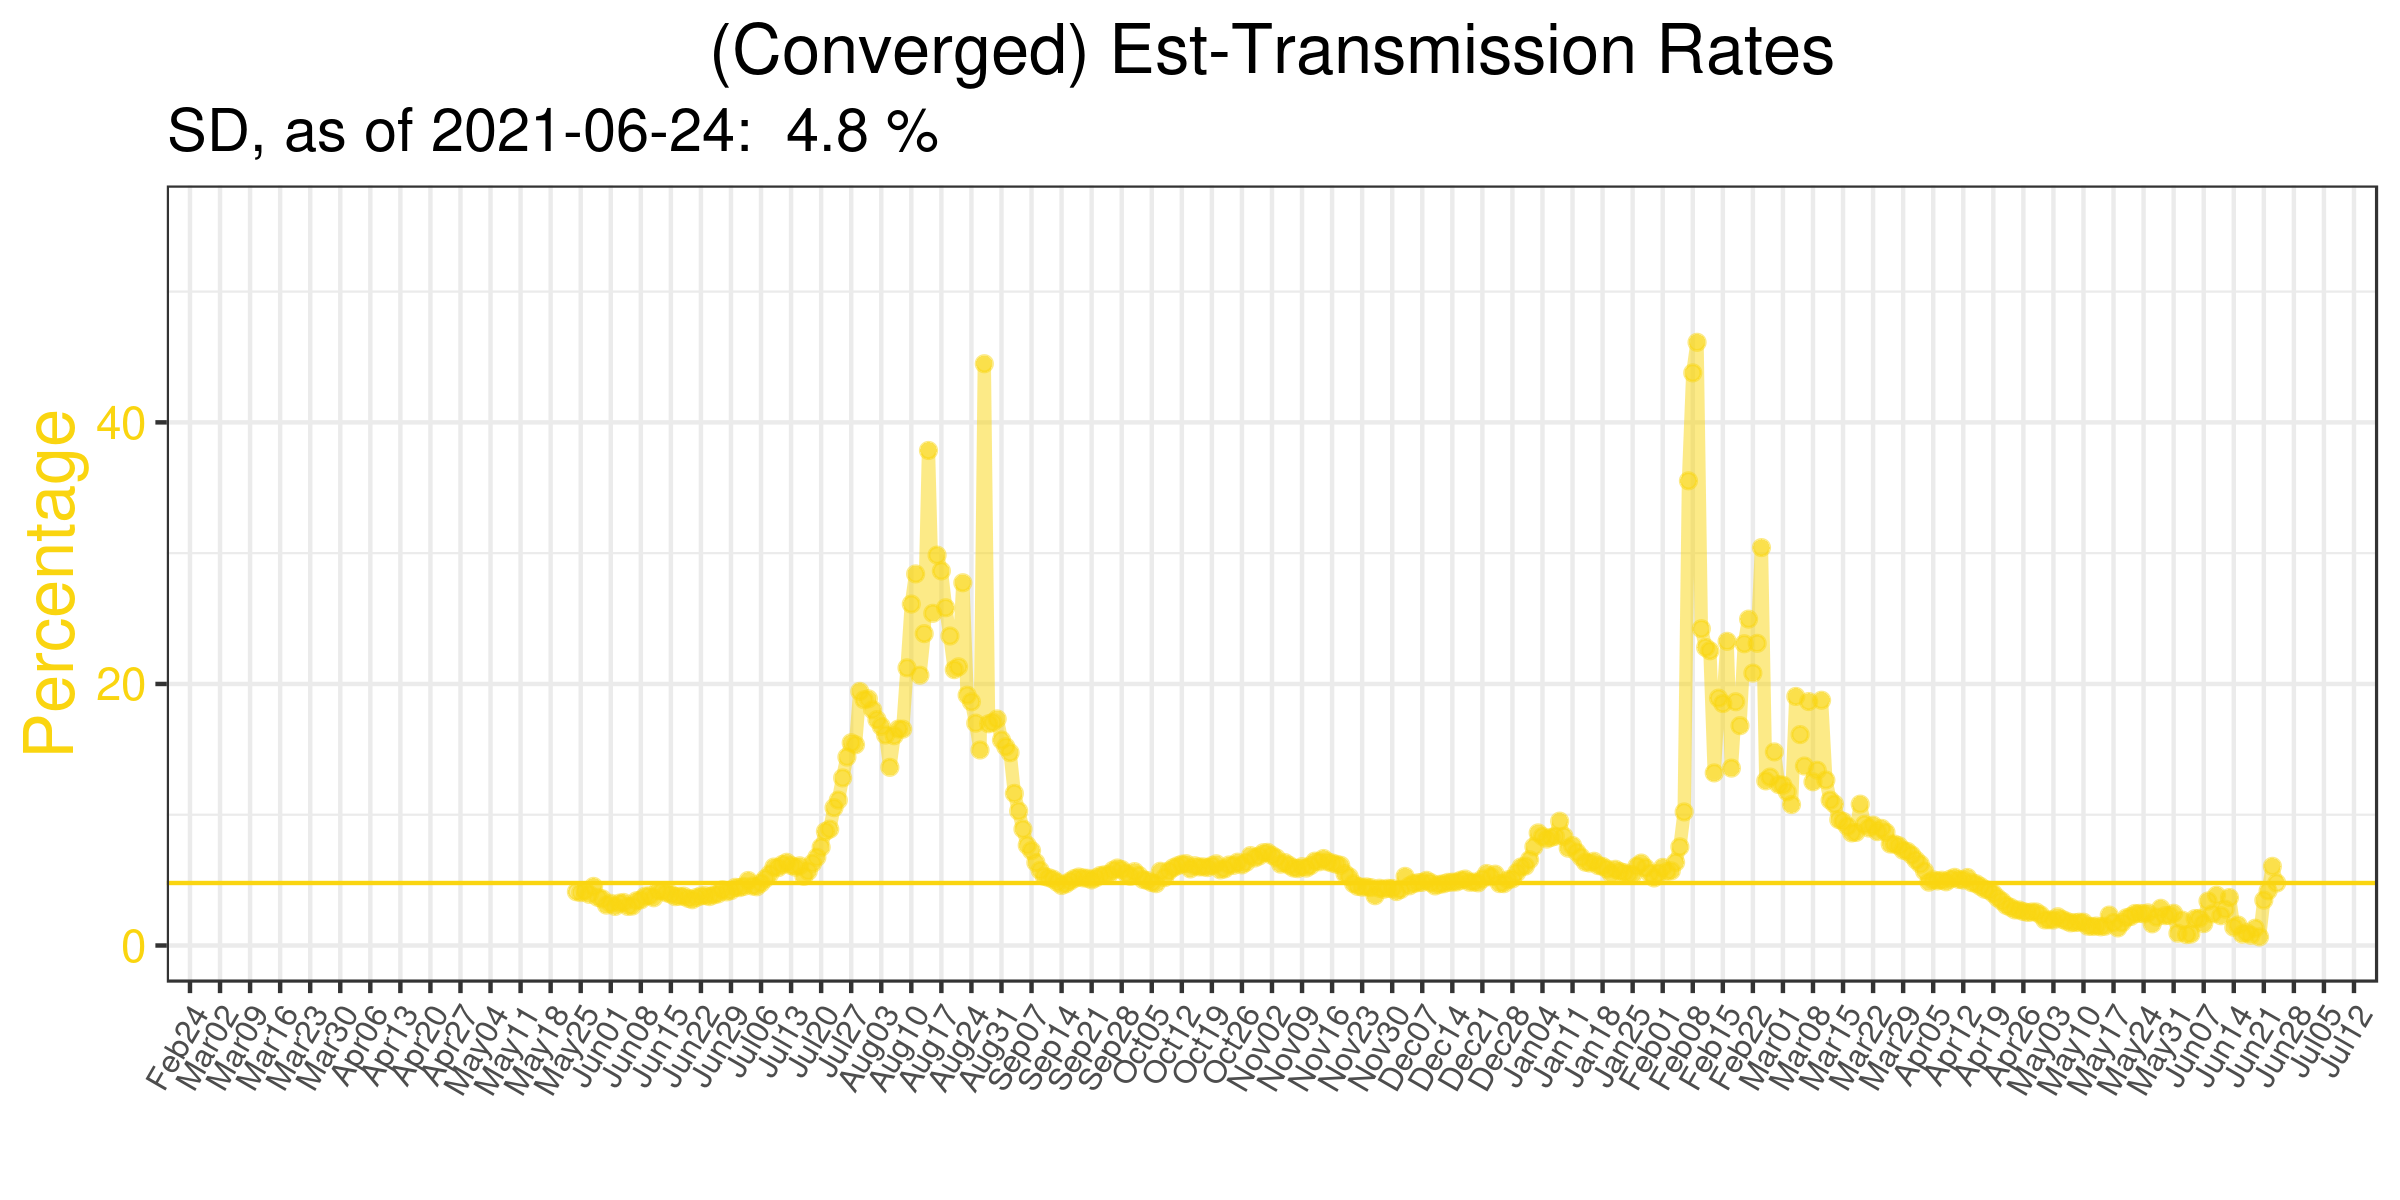 (Converged) Est-Transmission Rates
SD, as of 2021-06-24:  4.8 %
Percentage
40
20
0
Feb24
Mar02
Mar09
Mar16
Mar23
Mar30
Apr06
Apr13
Apr20
Apr27
May04
May11
May18
May25
Jun01
Jun08
Jun15
Jun22
Jun29
Jul06
Jul13
Jul20
Jul27
Aug03
Aug10
Aug17
Aug24
Aug31
Sep07
Sep14
Sep21
Sep28
Oct05
Oct12
Oct19
Oct26
Nov02
Nov09
Nov16
Nov23
Nov30
Dec07
Dec14
Dec21
Dec28
Jan04
Jan11
Jan18
Jan25
Feb01
Feb08
Feb15
Feb22
Mar01
Mar08
Mar15
Mar22
Mar29
Apr05
Apr12
Apr19
Apr26
May03
May10
May17
May24
May31
Jun07
Jun14
Jun21
Jun28
Jul05
Jul12